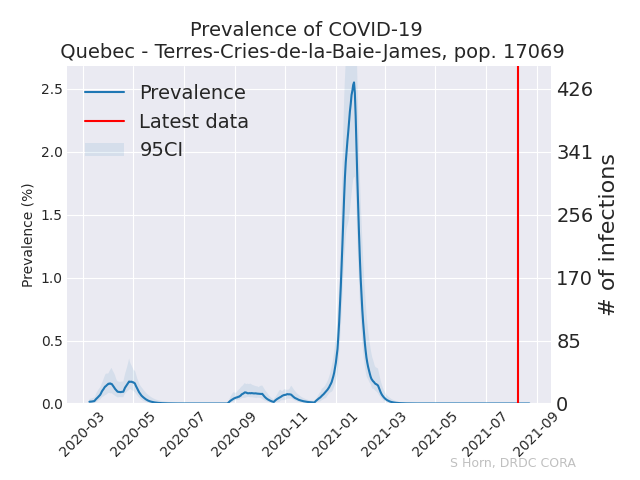 Prevalence of COVID-19
Quebec - Terres-Cries-de-la-Baie-James, pop. 17069
Prevalence
Latest data
95CI
Prevalence (%)
2.5
2.0
1.5
1.0
0.5
0.0
426
341
256
170
85
0
# of infections
2020-03
2020-05
2020-07
2020-09
2020-11
2021-01
2021-03
2021-05
2021-07
2021-09
S Horn, DRDC CORA